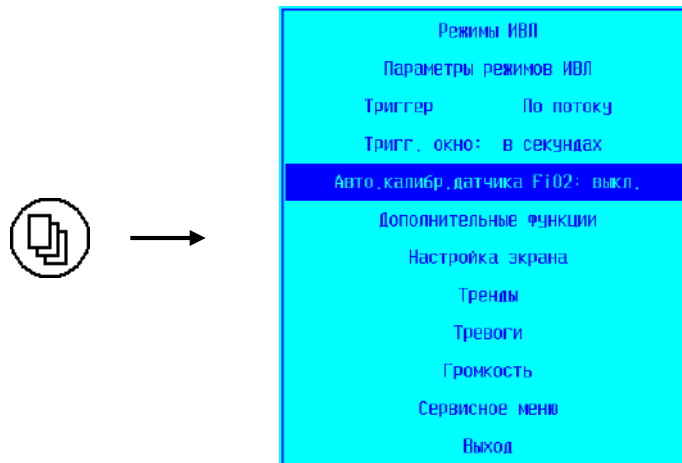 Режимы ИВЛ
Параметры режимов ИВЛ
Триггер По потоку
Тригг. окно: в секундах
Авто.калибр.датчика FiO2: выкл.
Дополнительные функции
Настройка экрана
Тренды
Тревоги
Громкость
Сервисное меню
Выход